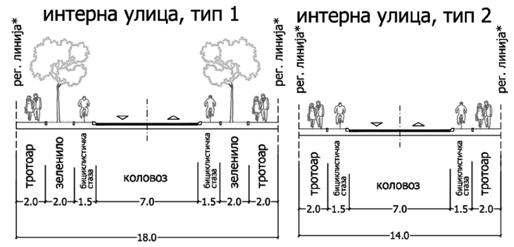 интерна улица, тип 1
рег. линија*
рег. линија*
тротоар
зеленило
бициклистичка
стаза
коловоз
бициклистичка
стаза
зеленило
тротоар
2.0
2.0
1.5
7.0
1.5
2.0
2.0
18.0
интерна улица, тип 2
рег. линија*
тротоар
бициклистичка
стаза
коловоз
бициклистичка
стаза
тротоар
2.0
1.5
7.0
1.5
2.0
14.0